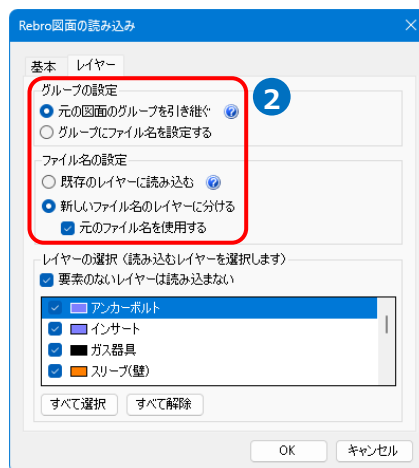 Rebro図面の読み込み
基本 レイヤー
グループの設定
元の図面のグループを引き継ぐ
グループにファイル名を設定する
2
ファイル名の設定
既存のレイヤーに読み込む
新しいファイル名のレイヤーに分ける
元のファイル名を使用する
レイヤーの選択（読み込むレイヤーを選択します）
要素のないレイヤーは読み込まない
アンカーボルト
インサート
ガス器具
スリーブ(壁)
すべて選択 すべて解除
OK キャンセル